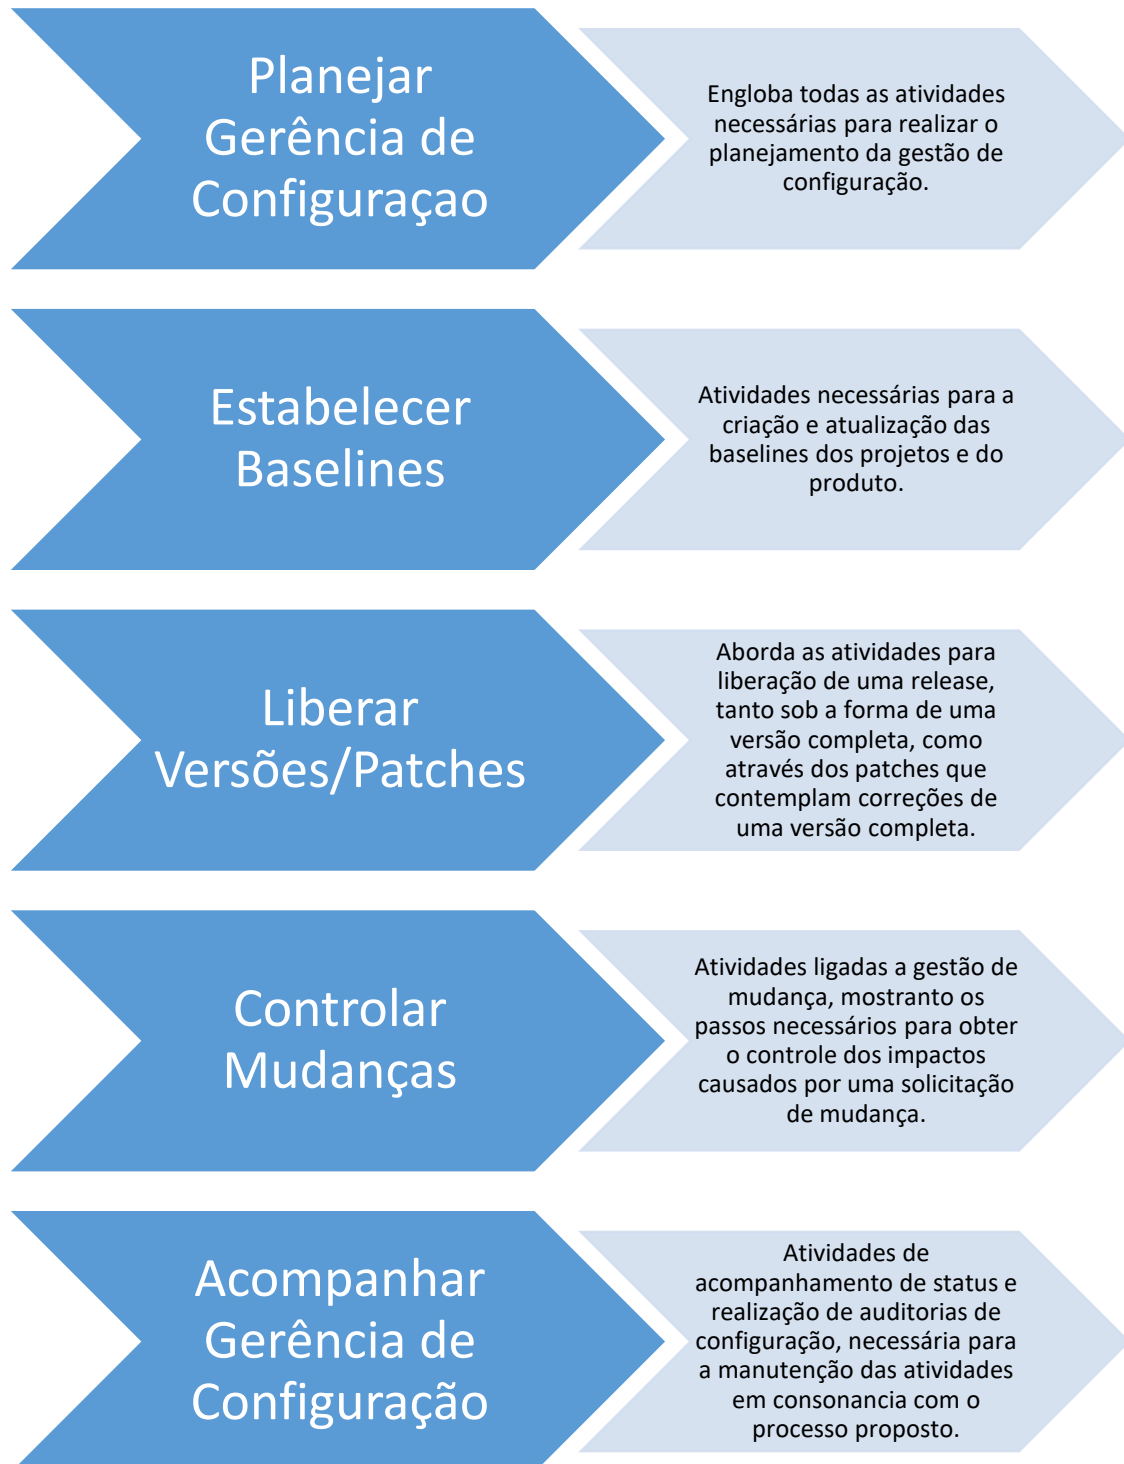 Planejar
Gerência de
Configuraçao
Engloba todas as atividades
necessárias para realizar o
planejamento da gestão de
configuração.
Estabelecer
Baselines
Atividades necessárias para a
criação e atualização das
baselines dos projetos e do
produto.
Liberar
Versões/Patches
Aborda as atividades para
liberação de uma release,
tanto sob a forma de uma
versão completa, como
através dos patches que
contemplam correções de
uma versão completa.
Controlar
Mudanças
Atividades ligadas a gestão de
mudança, mostranto os
passos necessários para obter
o controle dos impactos
causados por uma solicitação
de mudança.
Acompanhar
Gerência de
Configuração
Atividades de
acompanhamento de status e
realização de auditorias de
configuração, necessária para
a manutenção das atividades
em consonancia com o
processo proposto.